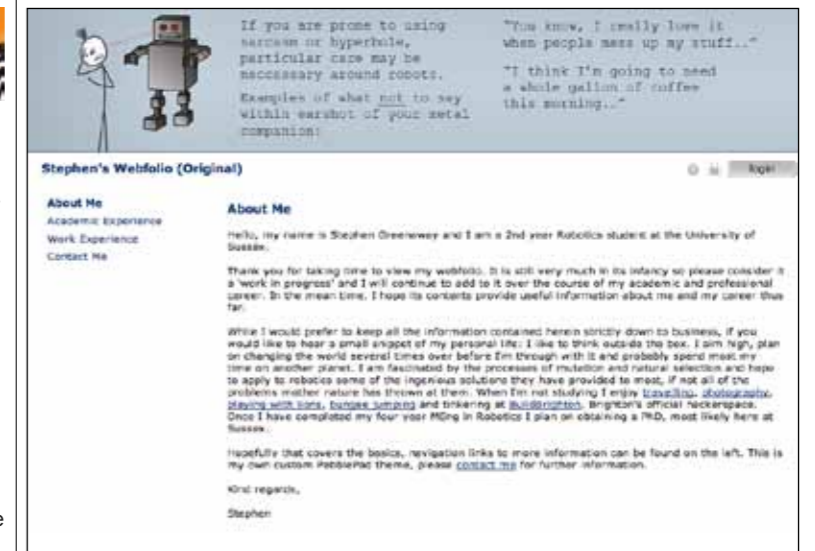 If you are prone to using
sarcasm or hyperbole,
particular care may be
neccessary around robots.
Examples of what not to say
within earshot of your metal
companion:
"You know, I really love it
when people mess up my stuff.."
"I think I'm going to need
a whole gallon of coffee
this morning.."
Stephen's Webfolio (Original)
login
About Me
Academic Experience
Work Experience
Contact Me
About Me
Hello, my name is Stephen Greenaway and I am a 2nd year Robotics student at the University of
Sussex.
Thank you for taking time to view my webfolio. It is still very much in its infancy so please consider it
a 'work in progress' and I will continue to add to it over the course of my academic and professional
career. In the mean time, I hope its contents provide useful information about me and my career thus
far.
While I would prefer to keep all the information contained herein strictly down to business, if you
would like to hear a small snippet of my personal life: I like to think outside the box. I aim high, plan
on changing the world several times over before I'm through with it and probably spend most my
time on another planet. I am fascinated by the processes of mutation and natural selection and hope
to apply to robotics some of the ingenious solutions they have provided to most, if not all of the
problems mother nature has thrown at them. When I'm not studying I enjoy travelling, photography,
playing with lions, bungee jumping and tinkering at BuildBrighton, Brighton's official hackerspace.
Once I have completed my four year MEng in Robotics I plan on obtaining a PhD, most likely here at
Sussex.
Hopefully that covers the basics, navigation links to more information can be found on the left. This is
my own custom PebblePad theme, please contact me for further information.
Kind regards,
Stephen